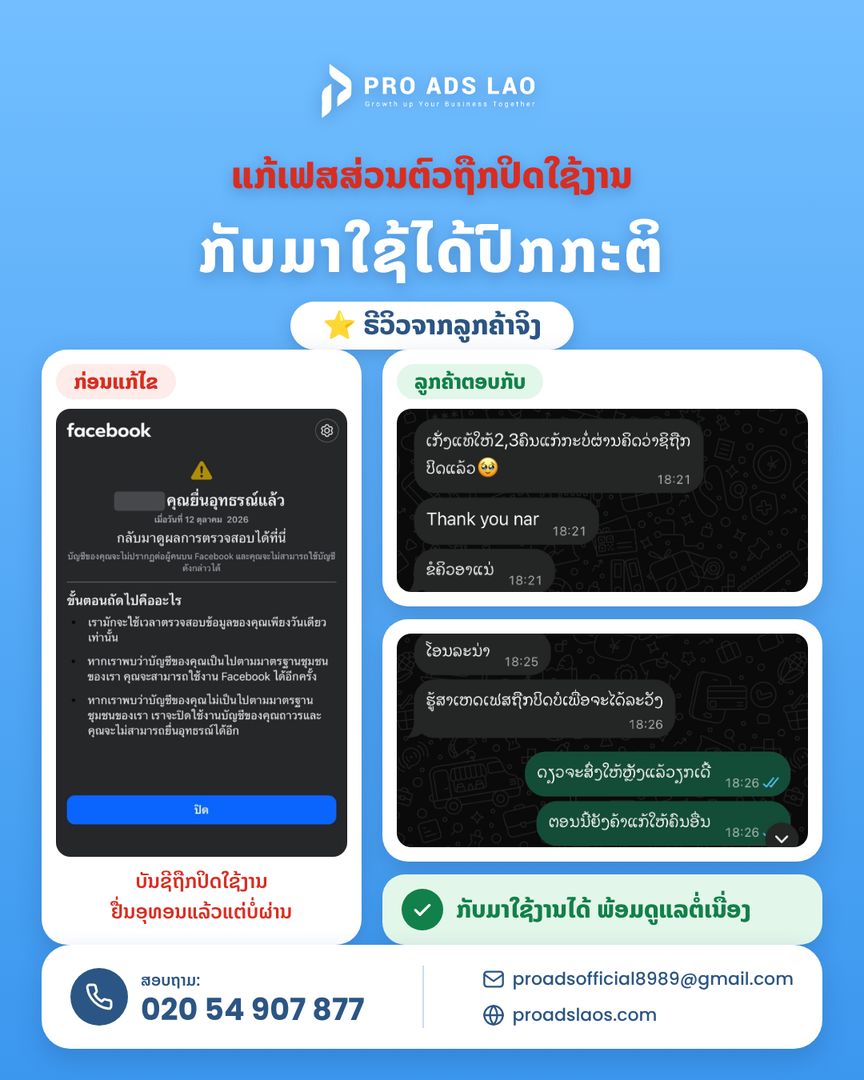 PRO ADS LAO
Growth up Your Business Together
ແກ້ເຟສສ່ວນຕົວຖືກປິດໃຊ້ງານ
ກັບມາໃຊ້ໄດ້ປົກກະຕິ
⭐ ຣີວິວຈາກລູກຄ້າຈິງ
ກ່ອນແກ້ໄຂ
facebook
คุณยื่นอุทธรณ์แล้ว
เมื่อวันที่ 12 ตุลาคม 2026
กลับมาดูผลการตรวจสอบได้ที่นี่
บัญชีของคุณจะไม่ปรากฏต่อผู้คนบน Facebook และคุณจะไม่สามารถใช้บัญชี
ดังกล่าวได้
ขั้นตอนถัดไปคืออะไร
• เรามักจะใช้เวลาตรวจสอบข้อมูลของคุณเพียงวันเดียว
เท่านั้น
• หากเราพบว่าบัญชีของคุณเป็นไปตามมาตรฐานชุมชน
ของเรา คุณจะสามารถใช้งาน Facebook ได้อีกครั้ง
• หากเราพบว่าบัญชีของคุณไม่เป็นไปตามมาตรฐาน
ชุมชนของเรา เราจะปิดใช้งานบัญชีของคุณถาวรและ
คุณจะไม่สามารถยื่นอุทธรณ์ได้อีก
ปิด
ບັນຊີຖືກປິດໃຊ້ງານ
ຢື່ນອຸທອນແລ້ວແຕ່ບໍ່ຜ່ານ
ລູກຄ້າຕອບກັບ
ເກັ່ງແທ້ໃຫ້2,3ຄົນແກ້ກະບໍ່ຜ່ານຄິດວ່າຊິຖືກ
ປິດແລ້ວ🥹
18:21
Thank you nar 18:21
ຂໍຄິວອາແນ່ 18:21
ໂອນລະນ່າ 18:25
ຮູ້ສາເຫດເຟສຖືກປິດບໍເພື່ອຈະໄດ້ລະວັງ
18:26
ດຽວຈະສົ່ງໃຫ້ຫຼັງແລ້ວຽກເດີ້ 18:26
ຕອນນີ້ຍັງຄ້າແກ້ໃຫ້ຄົນອື່ນ 18:26
ກັບມາໃຊ້ງານໄດ້ ພ້ອມດູແລຕໍ່ເນື່ອງ
ສອບຖາມ:
020 54 907 877
proadsofficial8989@gmail.com
proadslaos.com